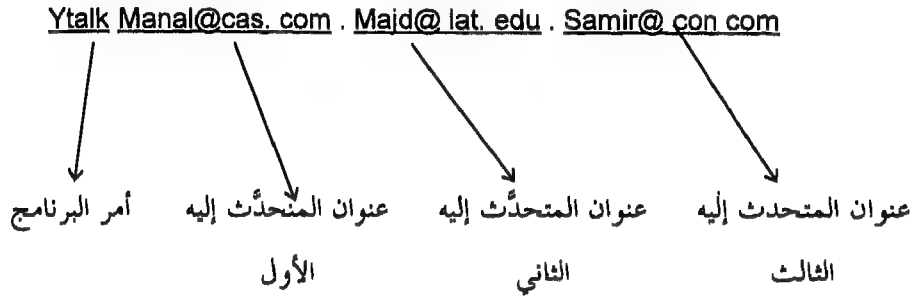 Ytalk Manal@cas. com . Majd@ lat. edu . Samir@ con com
أمر البرنامج عنوان المتحدَّث إليه عنوان المتحدَّث إليه عنوان المتحدث إليه
الأول الثاني الثالث